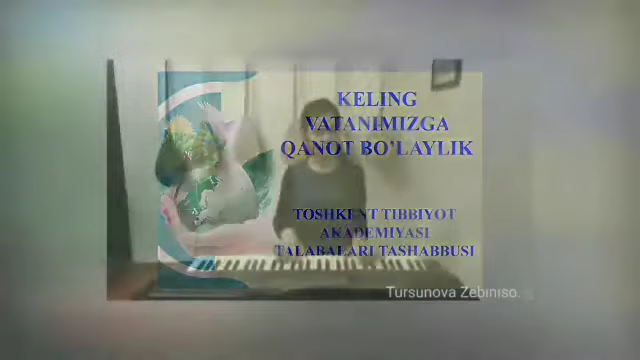 KELING
VATANIMIZGA
QANOT BO'LAYLIK
TOSHKENT TIBBIYOT
AKADEMIYASI
TALABALARI TASHABBUSI
Tursunova Zebiniso.